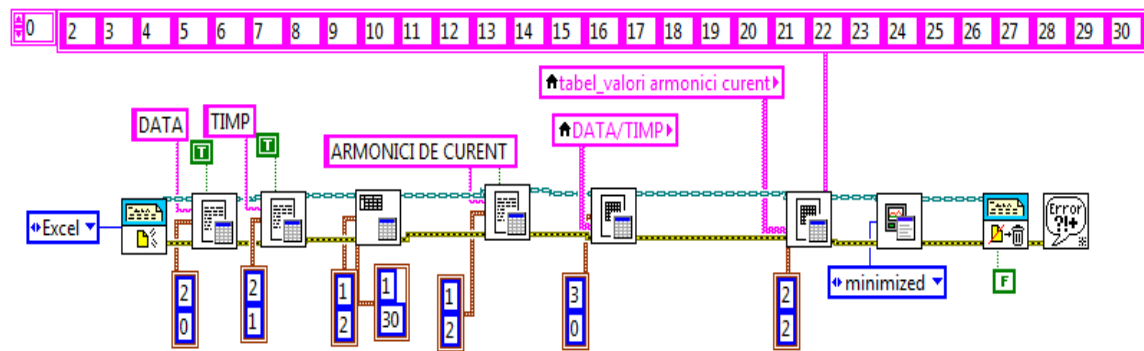 0 2 3 4 5 6 7 8 9 10 11 12 13 14 15 16 17 18 19 20 21 22 23 24 25 26 27 28 29 30
tabel_valori armonici curent
DATA
TIMP
DATA/TIMP
T
T
ARMONICI DE CURENT
Excel
Error
?!+
minimized
F
2
0
2
1
1
2
1
30
1
2
3
0
2
2